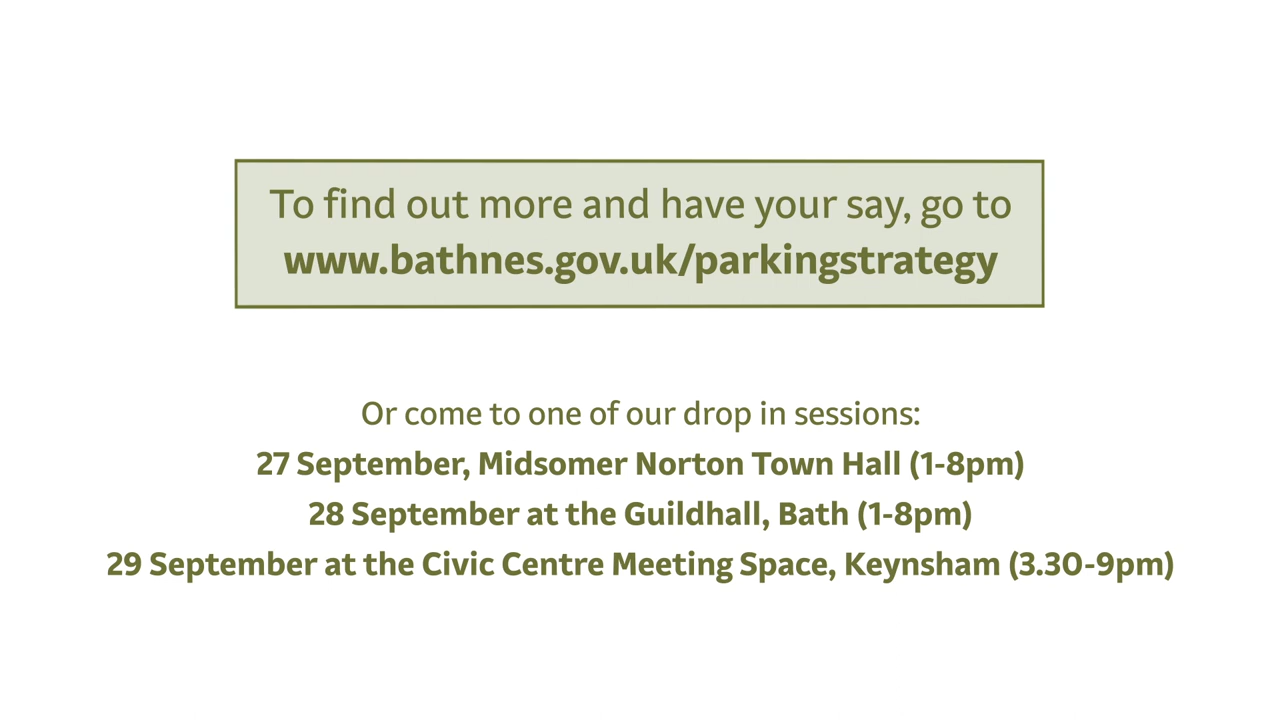 To find out more and have your say, go to
www.bathnes.gov.uk/parkingstrategy
Or come to one of our drop in sessions:
27 September, Midsomer Norton Town Hall (1-8pm)
28 September at the Guildhall, Bath (1-8pm)
29 September at the Civic Centre Meeting Space, Keynsham (3.30-9pm)